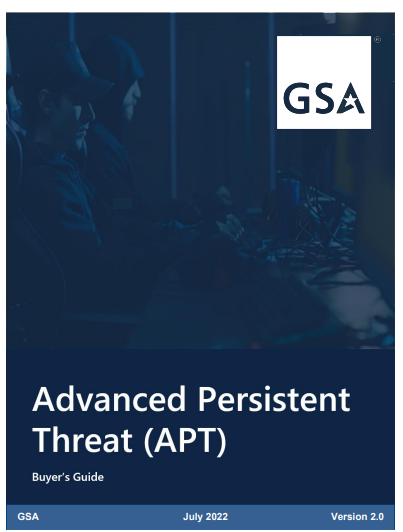 GSA
®
Advanced Persistent
Threat (APT)
Buyer's Guide
GSA July 2022 Version 2.0